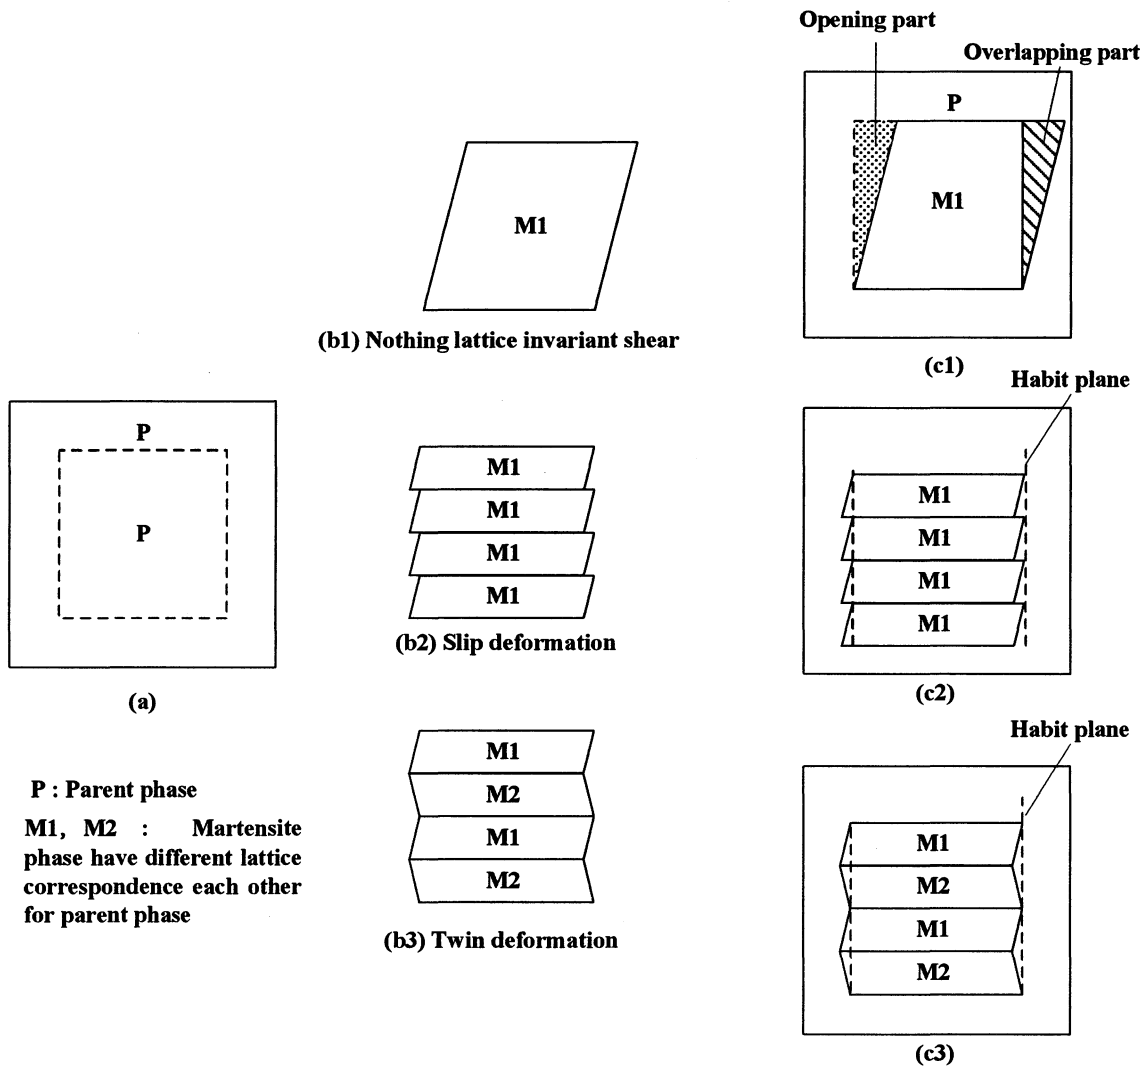 Opening part
Overlapping part
P
M1
(c1)
M1
(b1) Nothing lattice invariant shear
P
P
(a)
M1
M1
M1
M1
(b2) Slip deformation
Habit plane
M1
M1
M1
M1
(c2)
M1
M2
M1
M2
(b3) Twin deformation
Habit plane
M1
M2
M1
M2
(c3)
P : Parent phase
M1, M2 : Martensite
phase have different lattice
correspondence each other
for parent phase